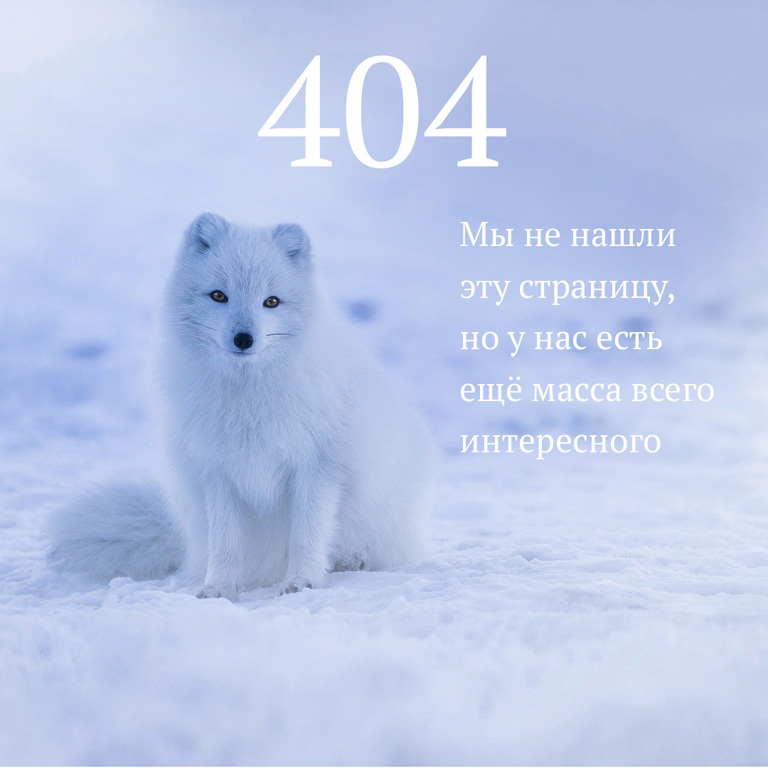 404
Мы не нашли
эту страницу,
но у нас есть
ещё масса всего
интересного